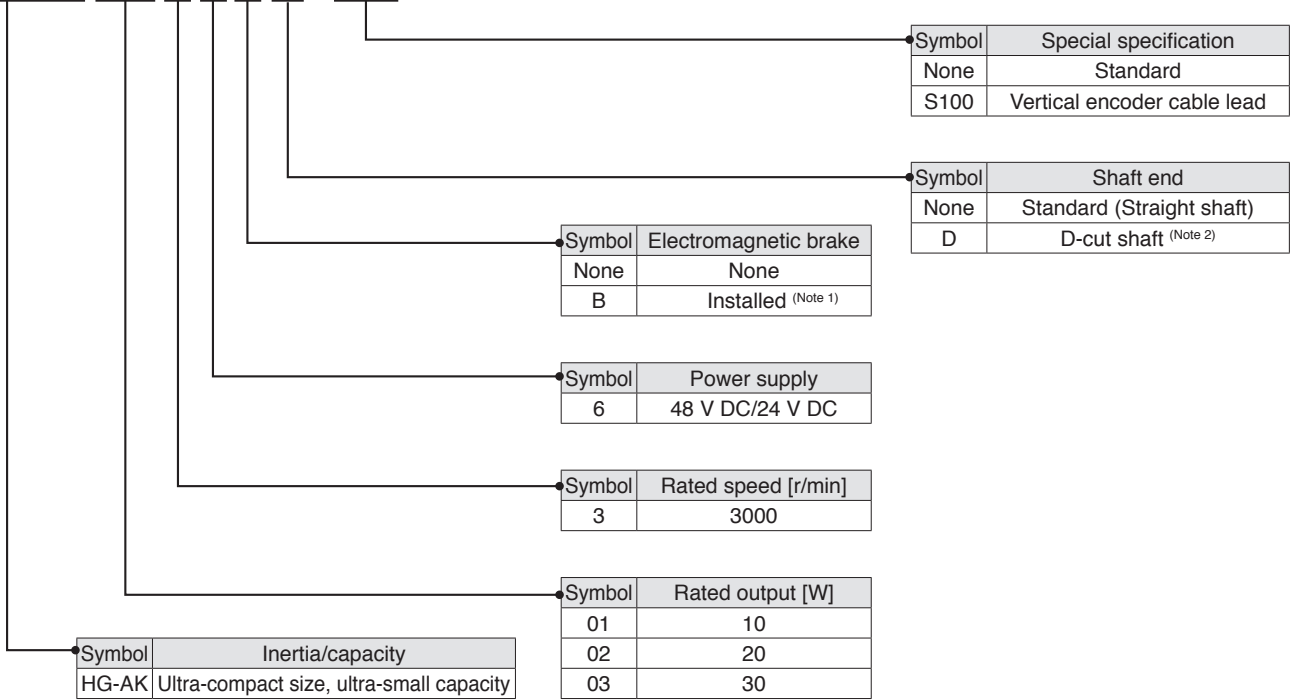 Symbol Special specification
None Standard
S100 Vertical encoder cable lead
Symbol Shaft end
None Standard (Straight shaft)
D D-cut shaft (Note 2)
Symbol Electromagnetic brake
None None
B Installed (Note 1)
Symbol Power supply
6 48 V DC/24 V DC
Symbol Rated speed [r/min]
3 3000
Symbol Rated output [W]
01 10
02 20
03 30
Symbol Inertia/capacity
HG-AK Ultra-compact size, ultra-small capacity